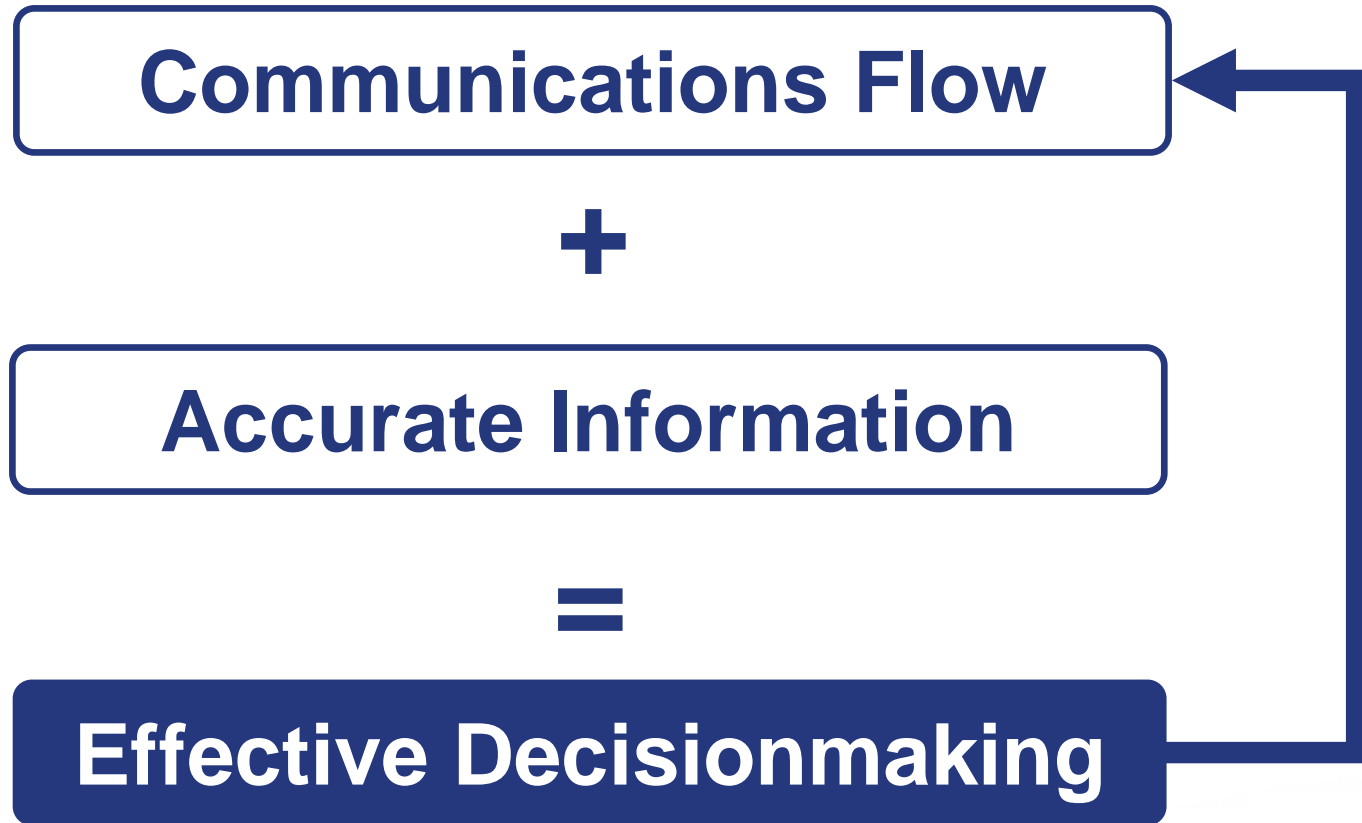 Communications Flow
+
Accurate Information
=
Effective Decisionmaking